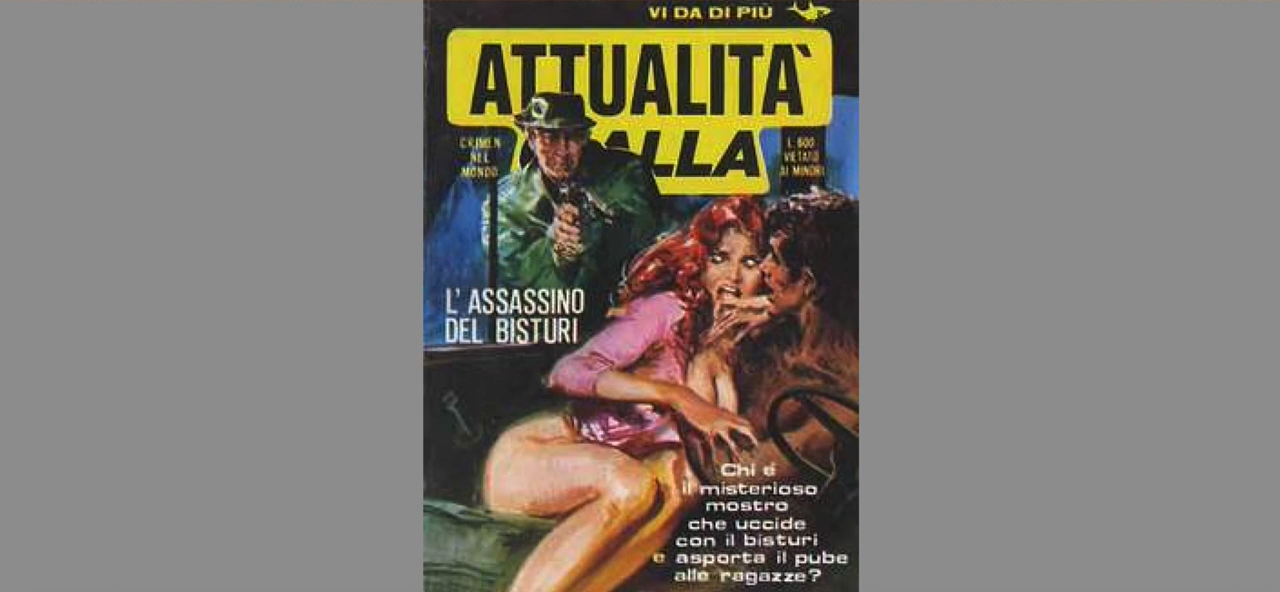 VI DA DI PIÙ
ATTUALITA`
ALLA
CRIMEN
NEL
MONDO
L. 600
VIETATO
AI MINORI
L' ASSASSINO
DEL BISTURI
Chi é
il misterioso
mostro
che uccide
con il bisturi
e asporta il pube
alle ragazze?